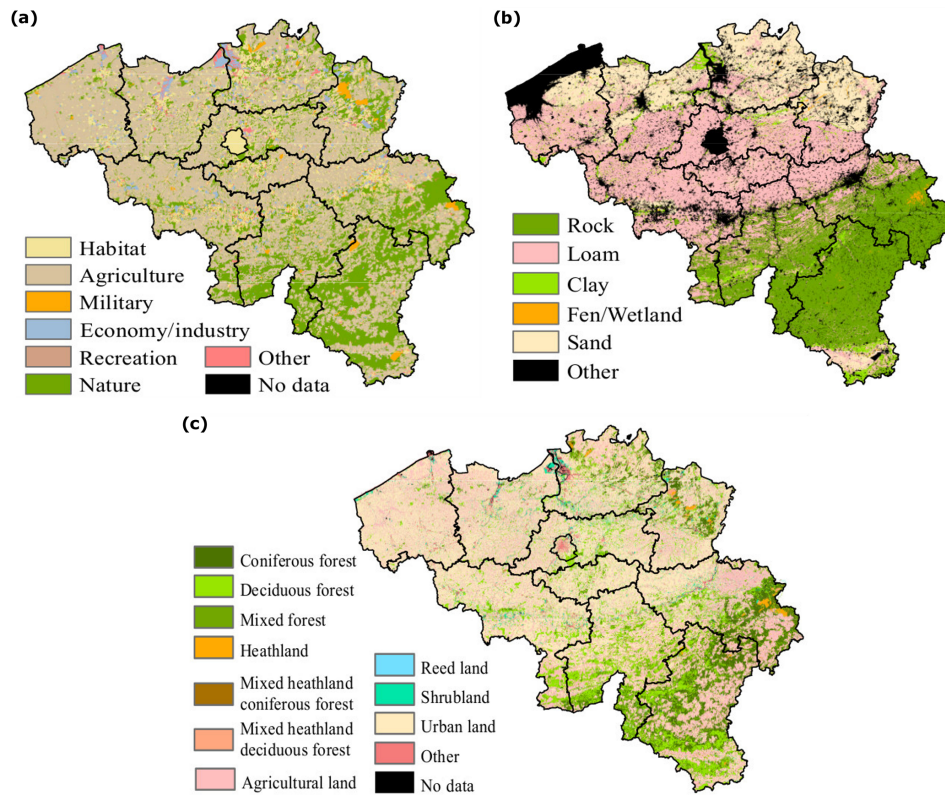 (a)
Habitat
Agriculture
Military
Economy/industry
Recreation
Nature
Other
No data
(b)
Rock
Loam
Clay
Fen/Wetland
Sand
Other
(c)
Coniferous forest
Deciduous forest
Mixed forest
Heathland
Mixed heathland
coniferous forest
Mixed heathland
deciduous forest
Agricultural land
Reed land
Shrubland
Urban land
Other
No data